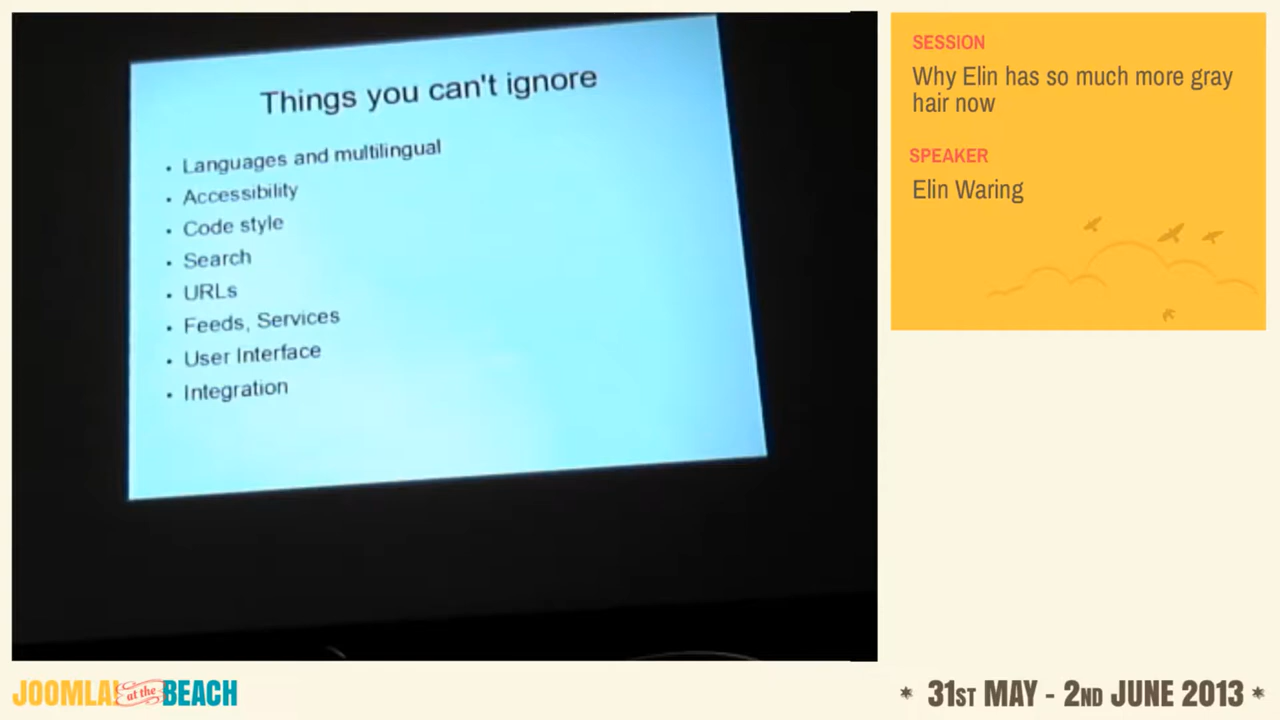 Things you can't ignore
• Languages and multilingual
• Accessibility
• Code style
• Search
• URLs
• Feeds, Services
• User Interface
• Integration
SESSION
Why Elin has so much more gray
hair now
SPEAKER
Elin Waring
JOOMLA! at the BEACH
* 31ST MAY - 2ND JUNE 2013 *